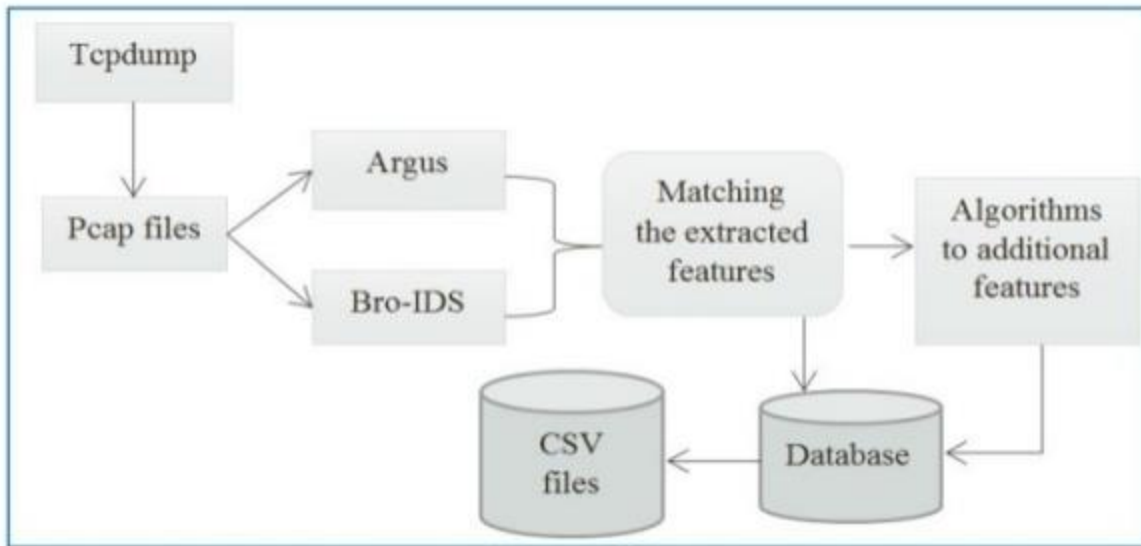 Tcpdump
Pcap files
Argus
Bro-IDS
Matching
the extracted
features
Algorithms
to additional
features
CSV
files
Database